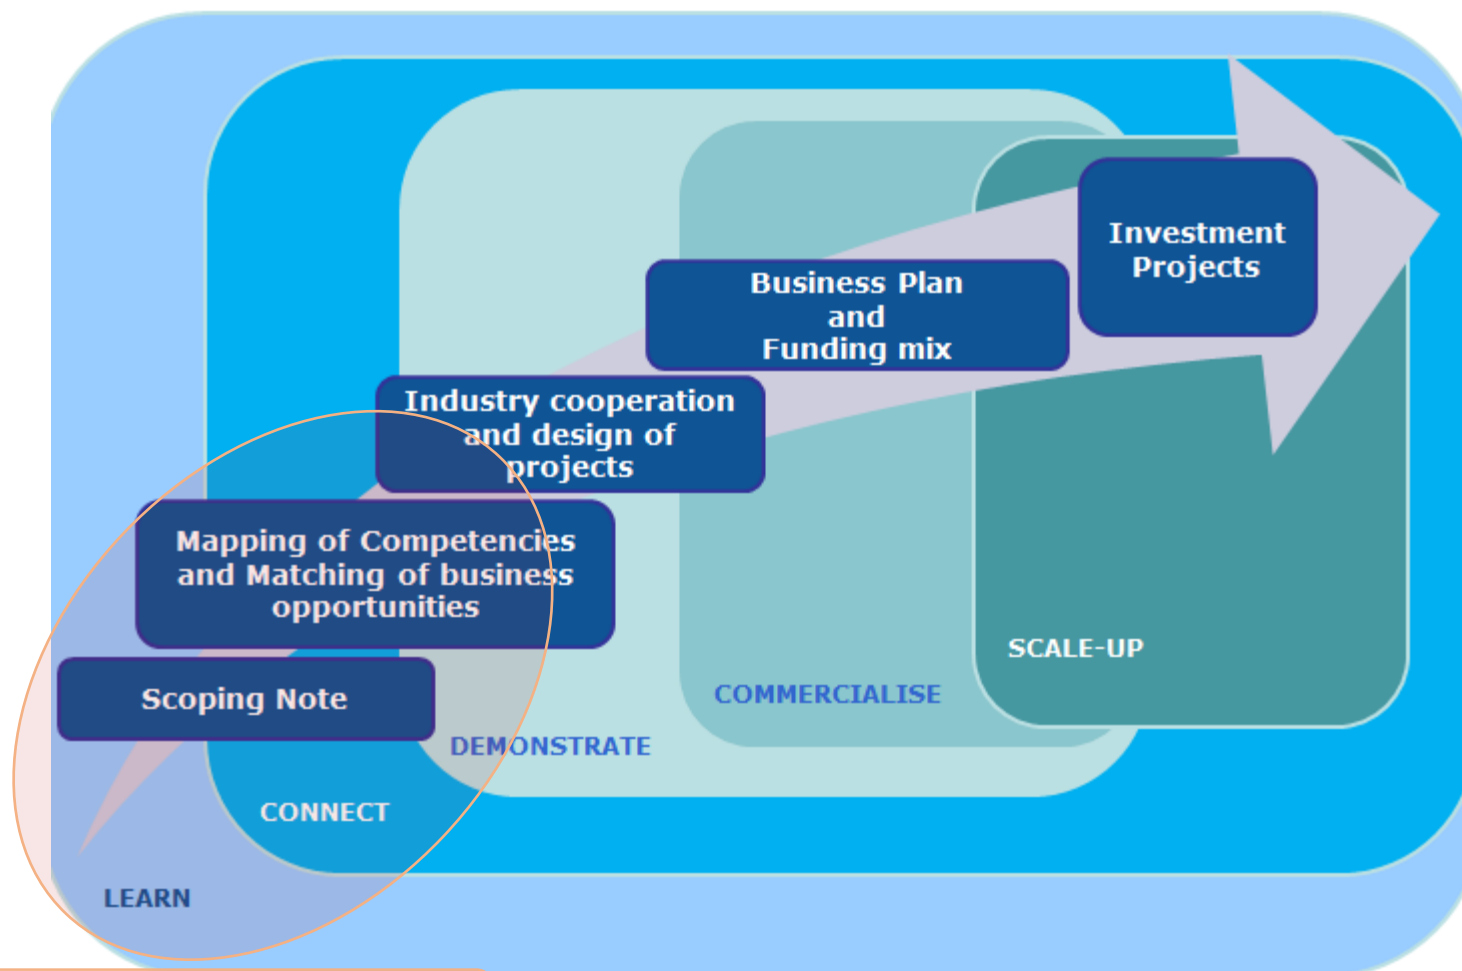 Investment
Projects
Business Plan
and
Funding mix
Industry cooperation
and design of
projects
Mapping of Competencies
and Matching of business
opportunities
Scoping Note
SCALE-UP
COMMERCIALISE
DEMONSTRATE
CONNECT
LEARN